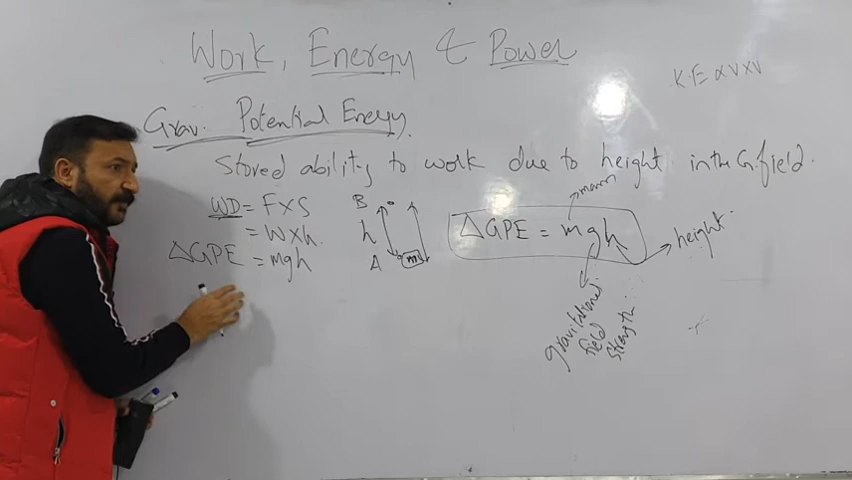 Work, Energy & Power
K.E ∝ V X V
Grav. Potential Energy.
Stored ability to work due to height in the G.field.
WD = F X S
= W X h.
ΔGPE = mgh
B
h
A
m
mass
ΔGPE = mgh
height
gravitational
field
strength